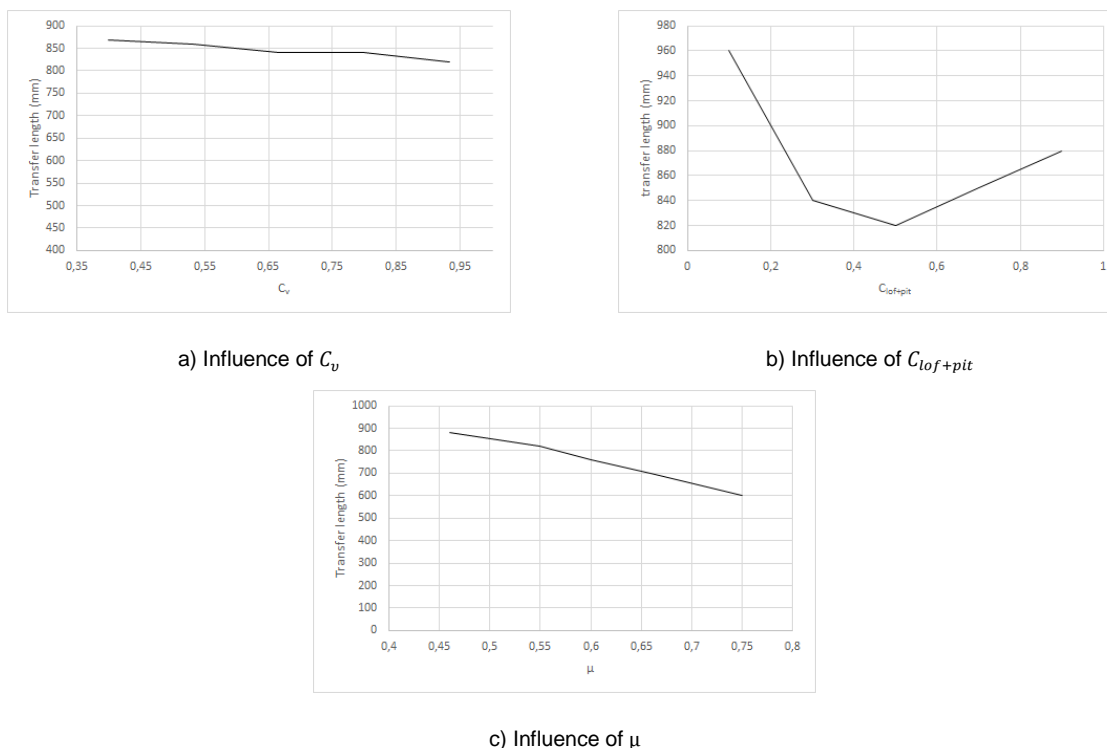 900
850
800
750
700
650
600
550
500
450
400
Transfer length (mm)
0,35 0,45 0,55 0,65 0,75 0,85 0,95
Cᵥ
a) Influence of 𝐶𝑣
980
960
940
920
900
880
860
840
820
800
transfer length (mm)
0 0,2 0,4 0,6 0,8 1
Clof+pit
b) Influence of 𝐶𝑙𝑜𝑓+𝑝𝑖𝑡
1000
900
800
700
600
500
400
300
200
100
0
Transfer length (mm)
0,4 0,45 0,5 0,55 0,6 0,65 0,7 0,75 0,8
µ
c) Influence of µ